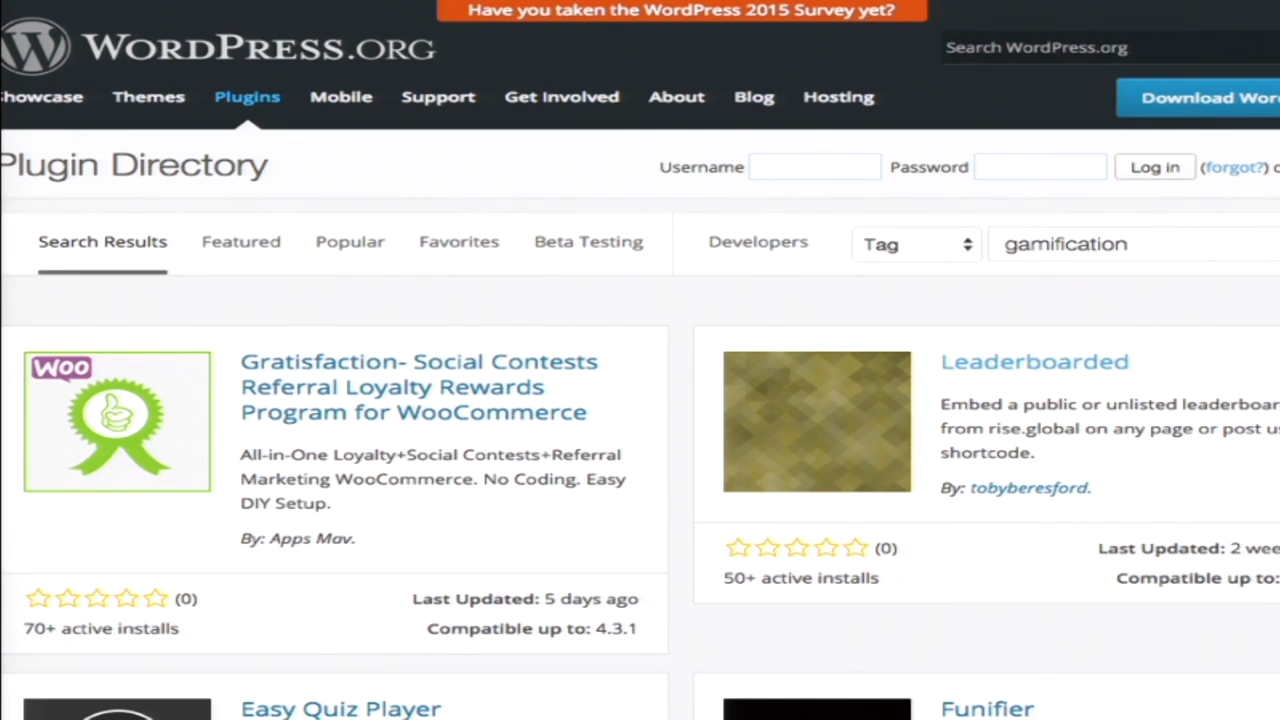 Have you taken the WordPress 2015 Survey yet?
WORDPRESS.ORG
Search WordPress.org
Showcase Themes Plugins Mobile Support Get Involved About Blog Hosting
Download Wor
Plugin Directory
Username Password Log in (forgot?)
Search Results Featured Popular Favorites Beta Testing Developers Tag gamification
WOO
Gratisfaction- Social Contests
Referral Loyalty Rewards
Program for WooCommerce
All-in-One Loyalty+Social Contests+Referral
Marketing WooCommerce. No Coding. Easy
DIY Setup.
By: Apps Mav.
(0) Last Updated: 5 days ago
70+ active installs Compatible up to: 4.3.1
Leaderboarded
Embed a public or unlisted leaderboar
from rise.global on any page or post us
shortcode.
By: tobyberesford.
(0) Last Updated: 2 wee
50+ active installs Compatible up to:
Easy Quiz Player
Funifier